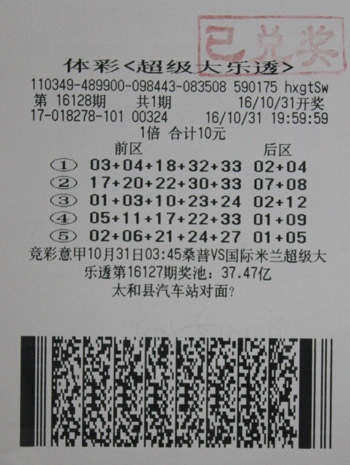 已兑奖
体彩<超级大乐透>
110349-489900-098443-083508 590175 hxgtSw
第 16128期 共1期 16/10/31开奖
17-018278-101 00324 16/10/31 19:59:59
1倍 合计10元
前区 后区
① 03+04+18+32+33 02+04
② 17+20+22+30+33 07+08
③ 01+03+10+23+24 02+12
④ 05+11+17+22+33 01+09
⑤ 02+06+21+24+27 01+05
竞彩意甲10月31日03:45桑普VS国际米兰超级大
乐透第16127期奖池：37.47亿
太和县汽车站对面?